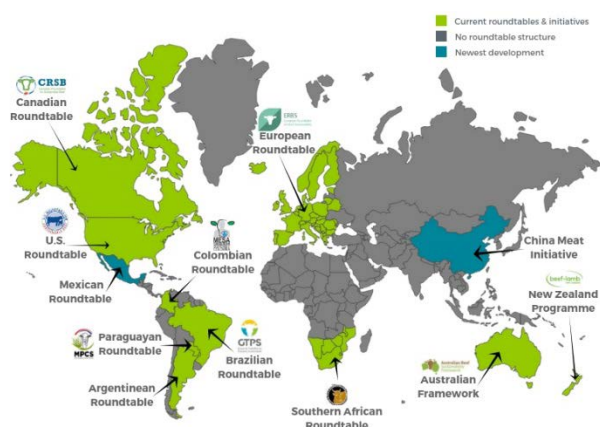 Current roundtables & initiatives
No roundtable structure
Newest development
CRSB
Canadian
Roundtable
ERBS
European
Roundtable
U.S.
Roundtable
Colombian
Roundtable
Mexican
Roundtable
China Meat
Initiative
beef+lamb
New Zealand
Programme
MPCS
Paraguayan
Roundtable
GTPS
Brazilian
Roundtable
Argentinean
Roundtable
Southern African
Roundtable
Australian Beef
Australian
Framework